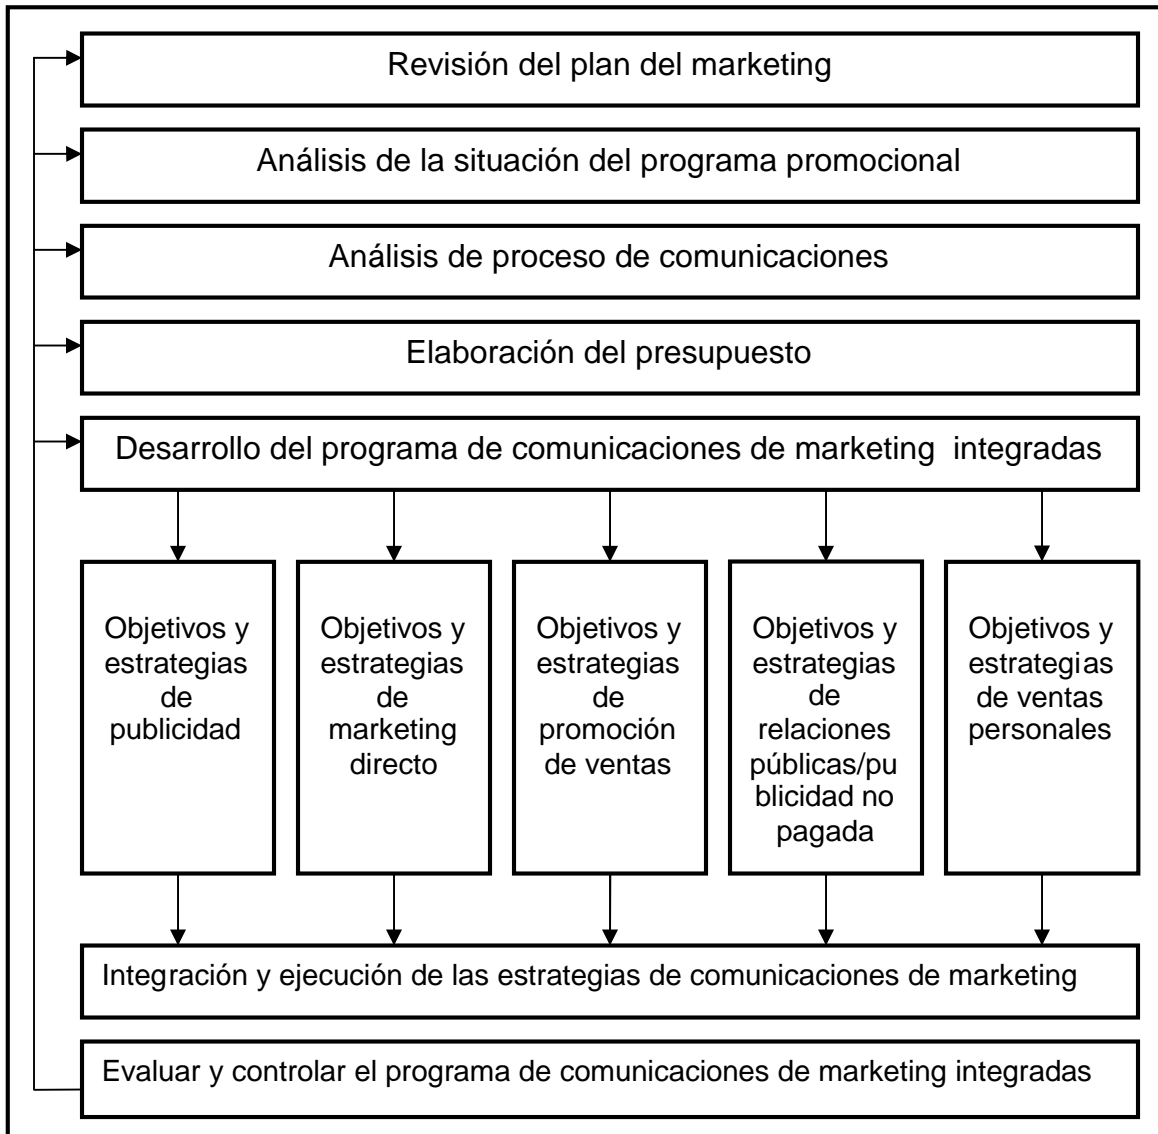 Revisión del plan del marketing
Análisis de la situación del programa promocional
Análisis de proceso de comunicaciones
Elaboración del presupuesto
Desarrollo del programa de comunicaciones de marketing  integradas
Objetivos y
estrategias
de
publicidad
Objetivos y
estrategias
de
marketing
directo
Objetivos y
estrategias
de
promoción
de ventas
Objetivos y
estrategias
de
relaciones
públicas/pu
blicidad no
pagada
Objetivos y
estrategias
de ventas
personales
Integración y ejecución de las estrategias de comunicaciones de marketing
Evaluar y controlar el programa de comunicaciones de marketing integradas